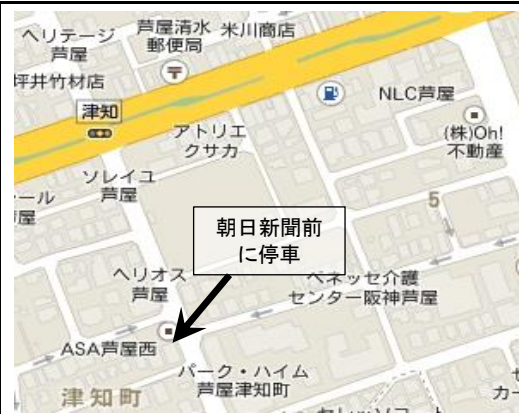 ヘリテージ
芦屋
芦屋清水
郵便局
米川商店
坪井竹材店
津知
NLC芦屋
アトリエ
クサカ
(株)Oh!
不動産
ソレイユ
芦屋
ール
屋
5
朝日新聞前
に停車
ヘリオス
芦屋
ベネッセ介護
センター阪神芦屋
ASA芦屋西
パーク・ハイム
芦屋津知町
津知町
カー